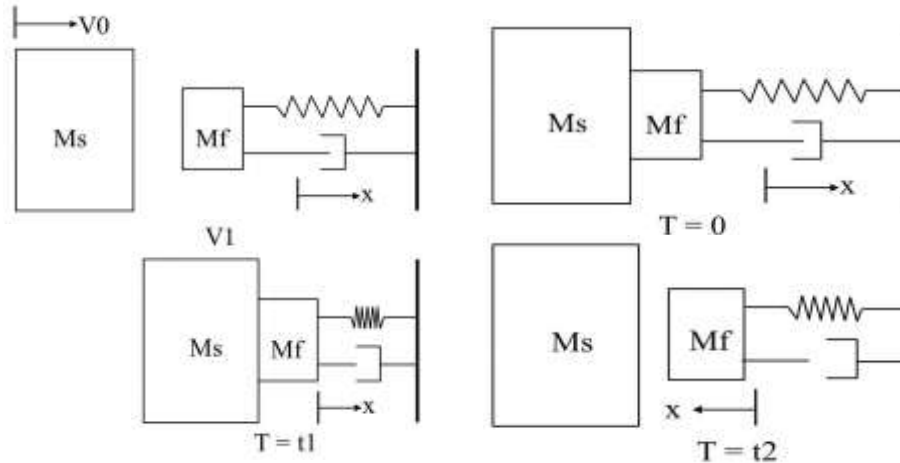 V0
Ms
Mf
x
Ms
Mf
x
T = 0
V1
Ms
Mf
x
T = t1
Ms
Mf
x
T = t2